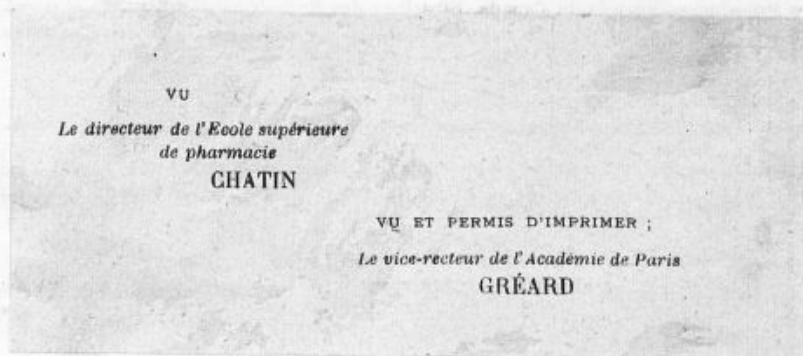 VU
Le directeur de l'Ecole supérieure
de pharmacie
CHATIN
VU ET PERMIS D'IMPRIMER ;
Le vice-recteur de l'Académie de Paris
GRÉARD